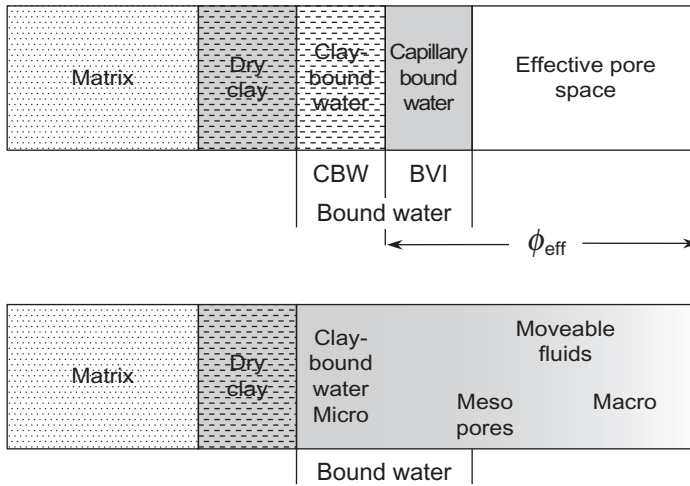 Matrix
Dry
clay
Clay-
bound
water
Capillary
bound
water
Effective pore
space
CBW
BVI
Bound water
ϕeff
Matrix
Dry
clay
Clay-
bound
water
Micro
Moveable
fluids
Meso
pores
Macro
Bound water